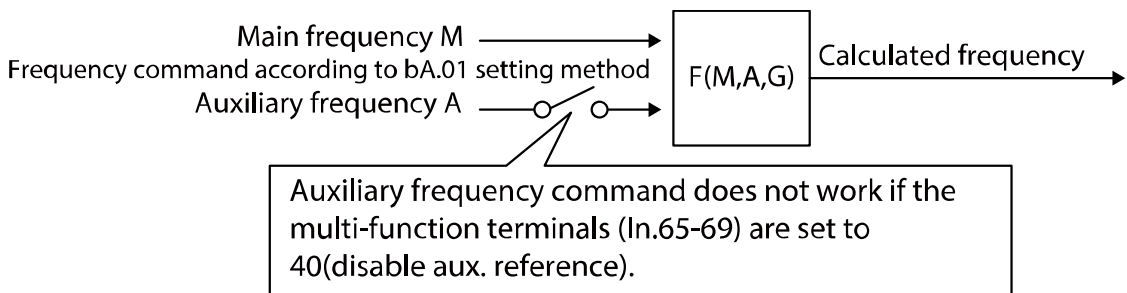 Main frequency M
Frequency command according to bA.01 setting method
Auxiliary frequency A
F(M,A,G)
Calculated frequency
Auxiliary frequency command does not work if the
multi-function terminals (In.65-69) are set to
40(disable aux. reference).